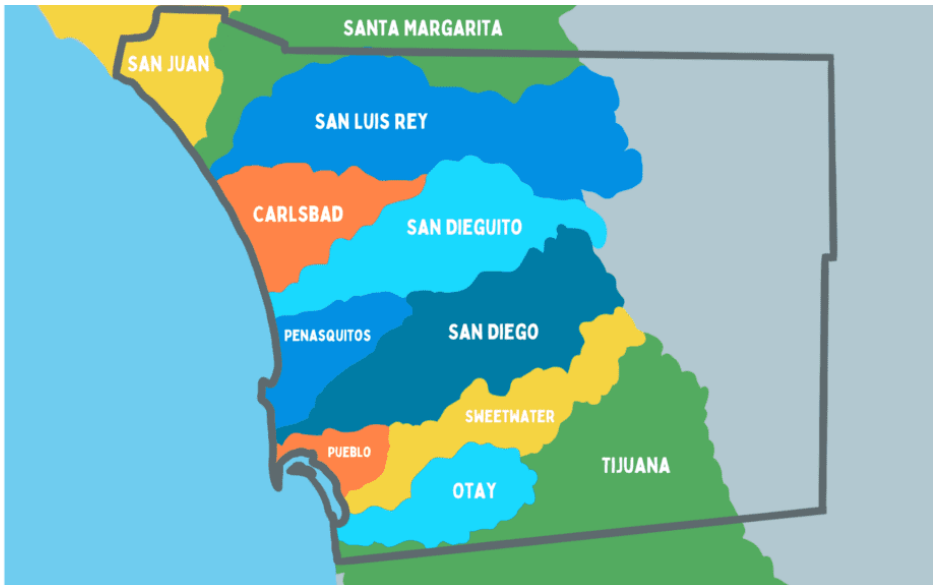 SANTA MARGARITA
SAN JUAN
SAN LUIS REY
CARLSBAD
SAN DIEGUITO
PENASQUITOS
SAN DIEGO
SWEETWATER
PUEBLO
TIJUANA
OTAY